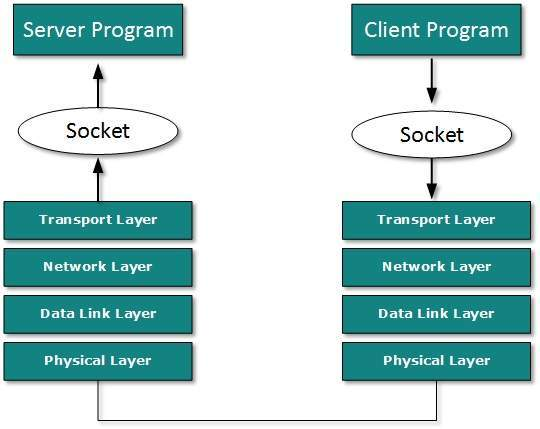 Server Program
Client Program
Socket
Socket
Transport Layer
Transport Layer
Network Layer
Network Layer
Data Link Layer
Data Link Layer
Physical Layer
Physical Layer